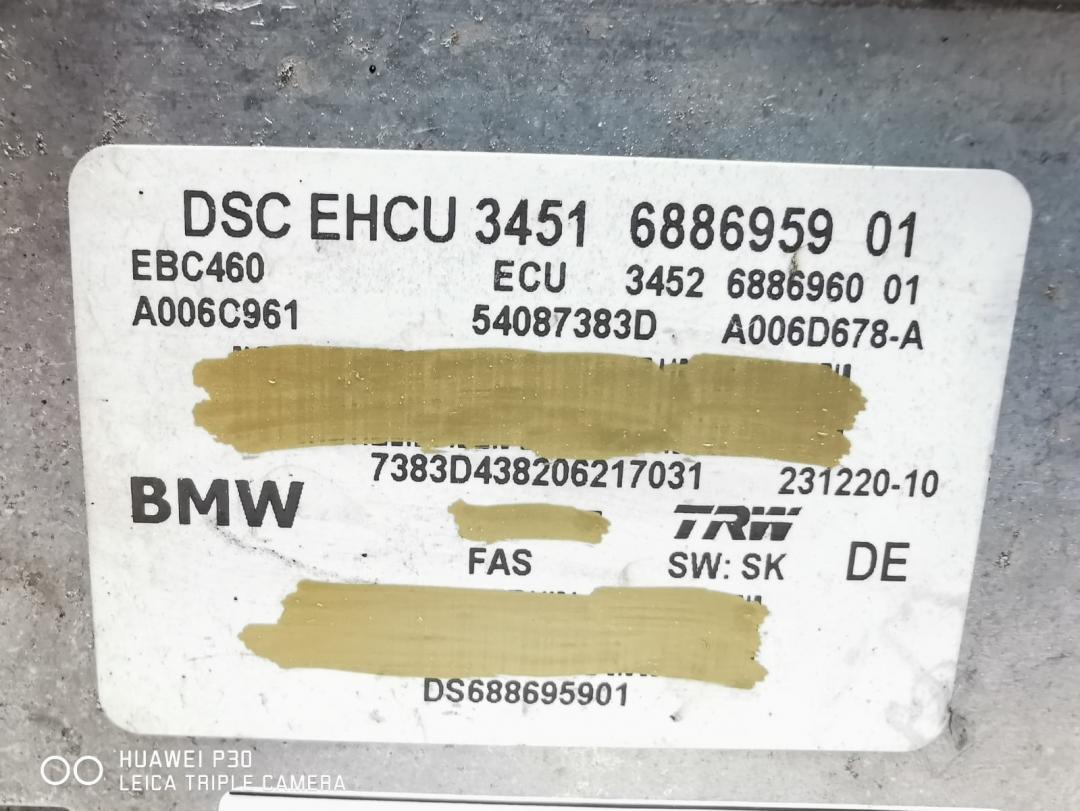 DSC EHCU 3451 6886959 01
EBC460 ECU 3452 6886960 01
A006C961 54087383D A006D678-A
7383D438206217031 231220-10
BMW TRW
FAS SW: SK DE
DS688695901
HUAWEI P30
LEICA TRIPLE CAMERA